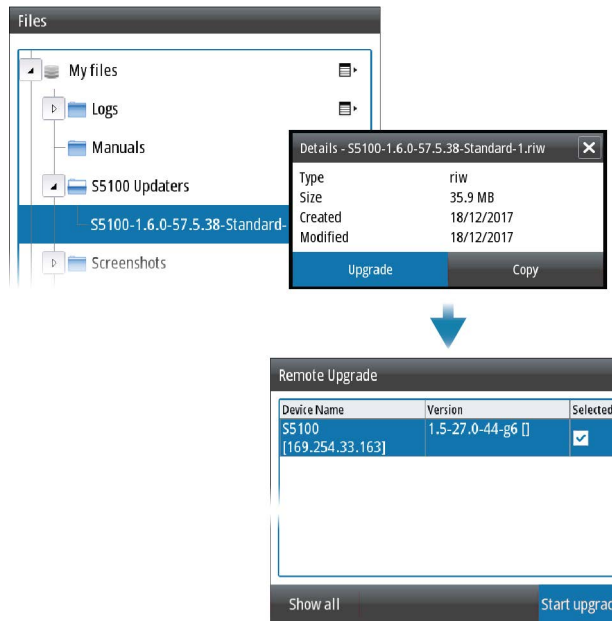 Files
My files
Logs
Manuals
S5100 Updaters
S5100-1.6.0-57.5.38-Standard-
Screenshots
Details - S5100-1.6.0-57.5.38-Standard-1.riw
Type riw
Size 35.9 MB
Created 18/12/2017
Modified 18/12/2017
Upgrade Copy
Remote Upgrade
Device Name Version Selected
S5100 1.5-27.0-44-g6 []
[169.254.33.163]
Show all Start upgrad